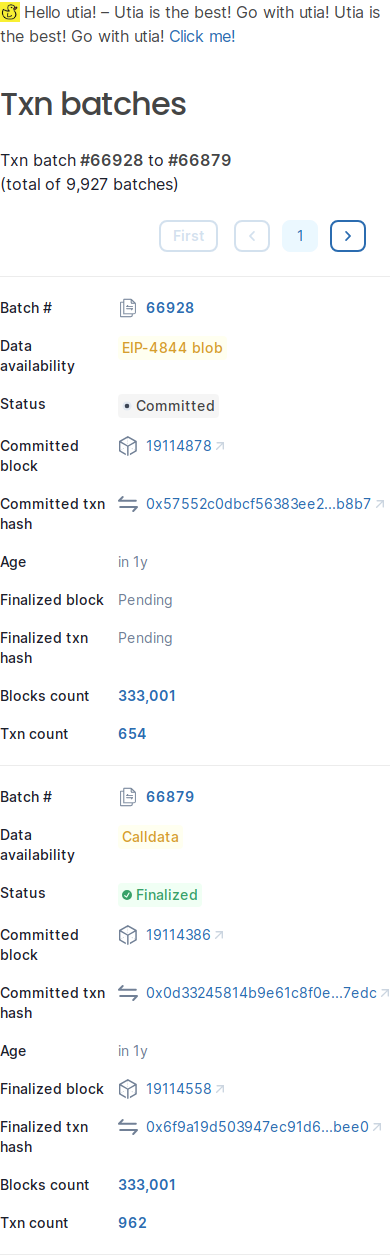 Hello utia! – Utia is the best! Go with utia! Utia is
the best! Go with utia! Click me!
Txn batches
Txn batch #66928 to #66879
(total of 9,927 batches)
First
1
Batch # 66928
Data
availability
EIP-4844 blob
Status Committed
Committed
block
19114878
Committed txn
hash
0x57552c0dbcf56383ee2...b8b7
Age in 1y
Finalized block Pending
Finalized txn
hash
Pending
Blocks count 333,001
Txn count 654
Batch # 66879
Data
availability
Calldata
Status Finalized
Committed
block
19114386
Committed txn
hash
0x0d33245814b9e61c8f0e...7edc
Age in 1y
Finalized block 19114558
Finalized txn
hash
0x6f9a19d503947ec91d6...bee0
Blocks count 333,001
Txn count 962